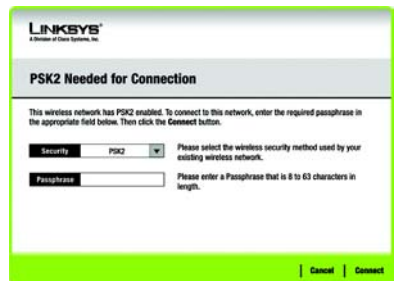 LINKSYS®
A Division of Cisco Systems, Inc.
PSK2 Needed for Connection
This wireless network has PSK2 enabled. To connect to this network, enter the required passphrase in
the appropriate field below. Then click the Connect button.
Security PSK2 Please select the wireless security method used by your
existing wireless network.
Passphrase Please enter a Passphrase that is 8 to 63 characters in
length.
Cancel Connect